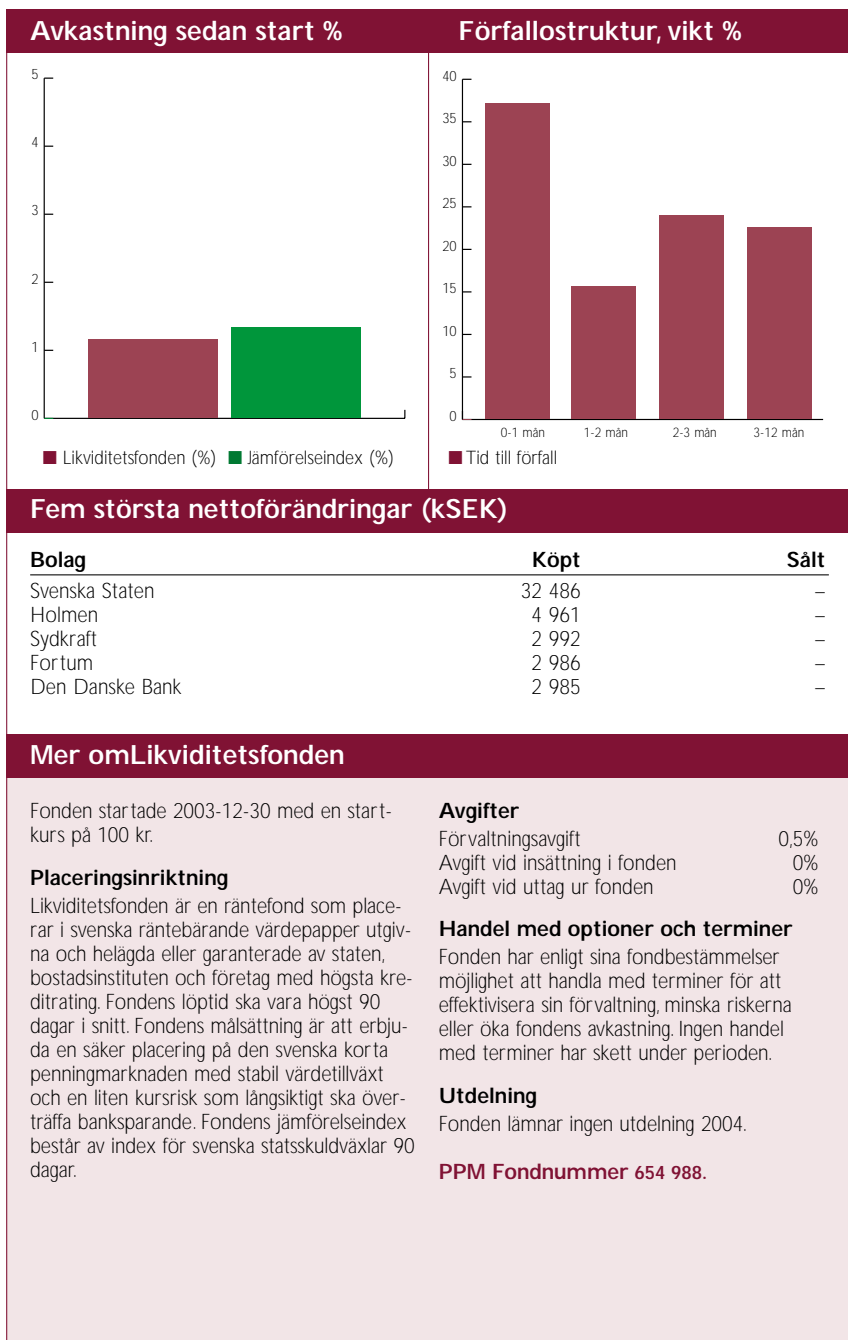 Avkastning sedan start %
5
4
3
2
1
0
Likviditetsfonden (%) Jämförelseindex (%)
Förfallostruktur, vikt %
40
35
30
25
20
15
10
5
0
0-1 mån 1-2 mån 2-3 mån 3-12 mån
Tid till förfall
Fem största nettoförändringar (kSEK)
Bolag Köpt Sålt
Svenska Staten 32 486 –
Holmen 4 961 –
Sydkraft 2 992 –
Fortum 2 986 –
Den Danske Bank 2 985 –
Mer omLikviditetsfonden
Fonden startade 2003-12-30 med en start-
kurs på 100 kr.
Placeringsinriktning
Likviditetsfonden är en räntefond som place-
rar i svenska räntebärande värdepapper utgiv-
na och helägda eller garanterade av staten,
bostadsinstituten och företag med högsta kre-
ditrating. Fondens löptid ska vara högst 90
dagar i snitt. Fondens målsättning är att erbju-
da en säker placering på den svenska korta
penningmarknaden med stabil värdetillväxt
och en liten kursrisk som långsiktigt ska över-
träffa banksparande. Fondens jämförelseindex
består av index för svenska statsskuldväxlar 90
dagar.
Avgifter
Förvaltningsavgift 0,5%
Avgift vid insättning i fonden 0%
Avgift vid uttag ur fonden 0%
Handel med optioner och terminer
Fonden har enligt sina fondbestämmelser
möjlighet att handla med terminer för att
effektivisera sin förvaltning, minska riskerna
eller öka fondens avkastning. Ingen handel
med terminer har skett under perioden.
Utdelning
Fonden lämnar ingen utdelning 2004.
PPM Fondnummer 654 988.